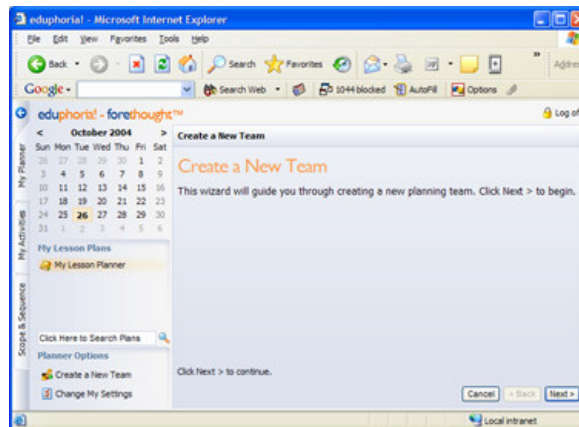 eduphoria! - Microsoft Internet Explorer
File Edit View Favorites Tools Help
Back Search Favorites
Google Search Web 1044 blocked AutoFill Options
eduphoria! - forethought™ Log of
< October 2004 >
Sun Mon Tue Wed Thu Fri Sat
26 27 28 29 30 1 2
3 4 5 6 7 8 9
10 11 12 13 14 15 16
17 18 19 20 21 22 23
24 25 26 27 28 29 30
31 1 2 3 4 5 6
My Planner
My Activities
Scope & Sequence
My Lesson Plans
My Lesson Planner
Click Here to Search Plans
Planner Options
Create a New Team
Change My Settings
Create a New Team
Create a New Team
This wizard will guide you through creating a new planning team. Click Next > to begin.
Click Next > to continue.
Cancel < Back Next >
Local intranet